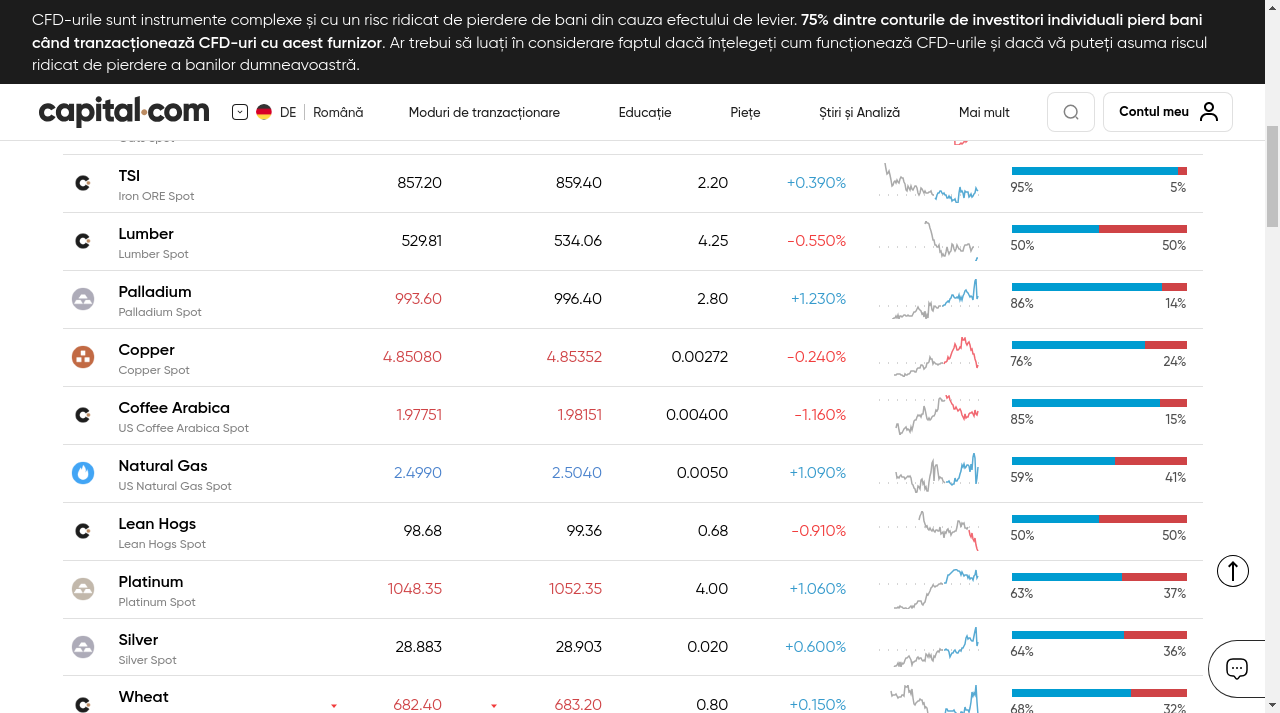 CFD-urile sunt instrumente complexe și cu un risc ridicat de pierdere de bani din cauza efectului de levier. 75% dintre conturile de investitori individuali pierd bani
când tranzacționează CFD-uri cu acest furnizor. Ar trebui să luați în considerare faptul dacă înțelegeți cum funcționează CFD-urile și dacă vă puteți asuma riscul
ridicat de pierdere a banilor dumneavoastră.
capital.com DE Română Moduri de tranzacționare Educație Piețe Știri și Analiză Mai mult Contul meu
TSI 857.20 859.40 2.20 +0.390%
Iron ORE Spot 95% 5%
Lumber 529.81 534.06 4.25 -0.550%
Lumber Spot 50% 50%
Palladium 993.60 996.40 2.80 +1.230%
Palladium Spot 86% 14%
Copper 4.85080 4.85352 0.00272 -0.240%
Copper Spot 76% 24%
Coffee Arabica 1.97751 1.98151 0.00400 -1.160%
US Coffee Arabica Spot 85% 15%
Natural Gas 2.4990 2.5040 0.0050 +1.090%
US Natural Gas Spot 59% 41%
Lean Hogs 98.68 99.36 0.68 -0.910%
Lean Hogs Spot 50% 50%
Platinum 1048.35 1052.35 4.00 +1.060%
Platinum Spot 63% 37%
Silver 28.883 28.903 0.020 +0.600%
Silver Spot 64% 36%
Wheat 682.40 683.20 0.80 +0.150%
68% 32%